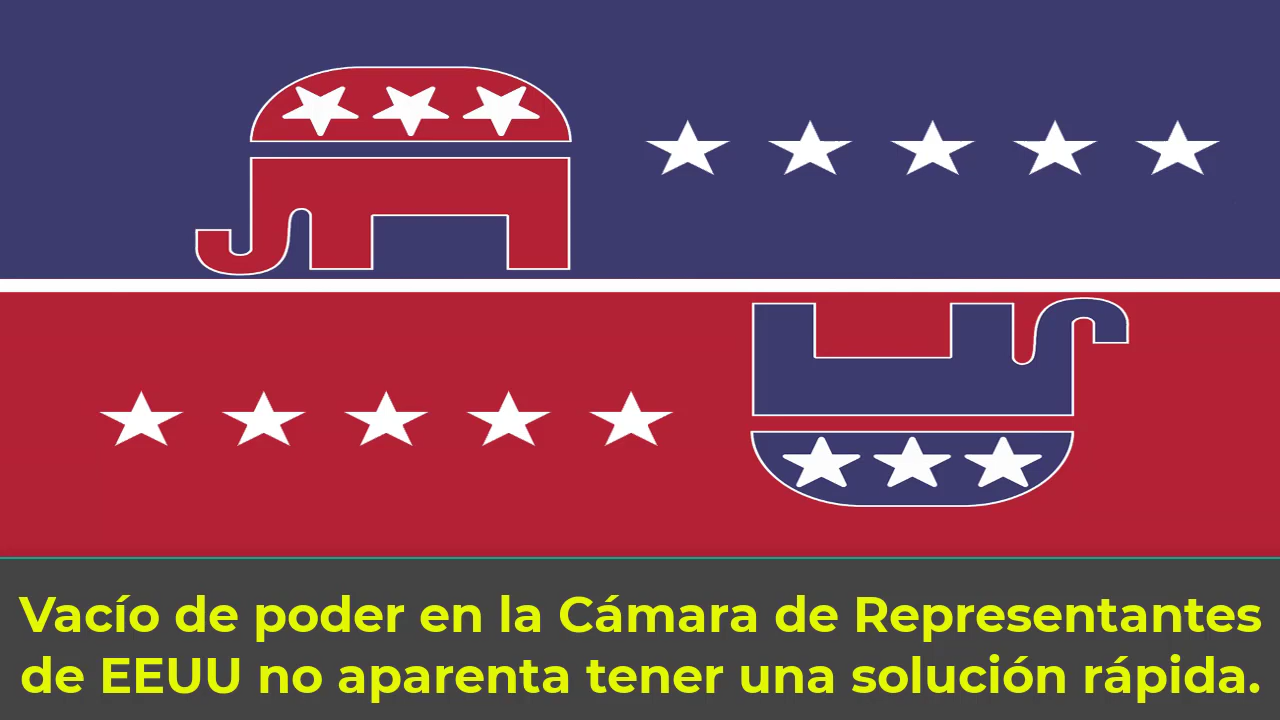 Vacío de poder en la Cámara de Representantes
de EEUU no aparenta tener una solución rápida.